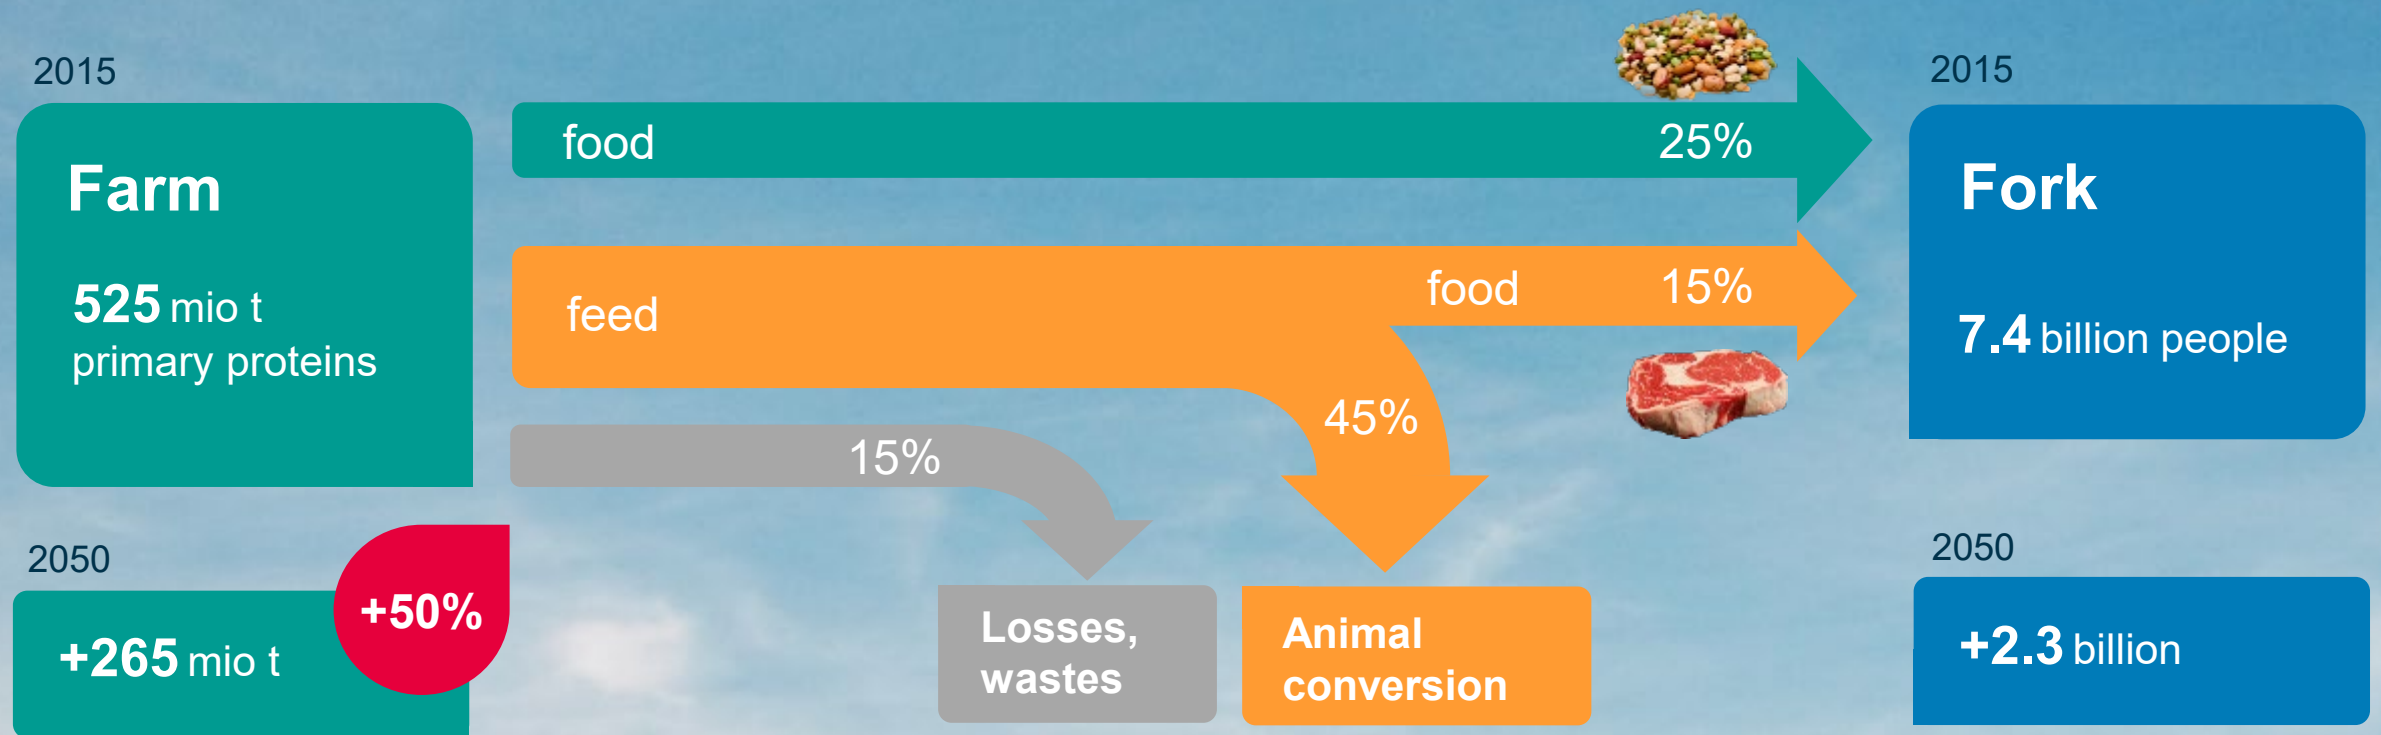 2015
Farm
525 mio t
primary proteins
2050
+265 mio t
+50%
food
25%
feed
food
15%
45%
15%
Losses,
wastes
Animal
conversion
2015
Fork
7.4 billion people
2050
+2.3 billion